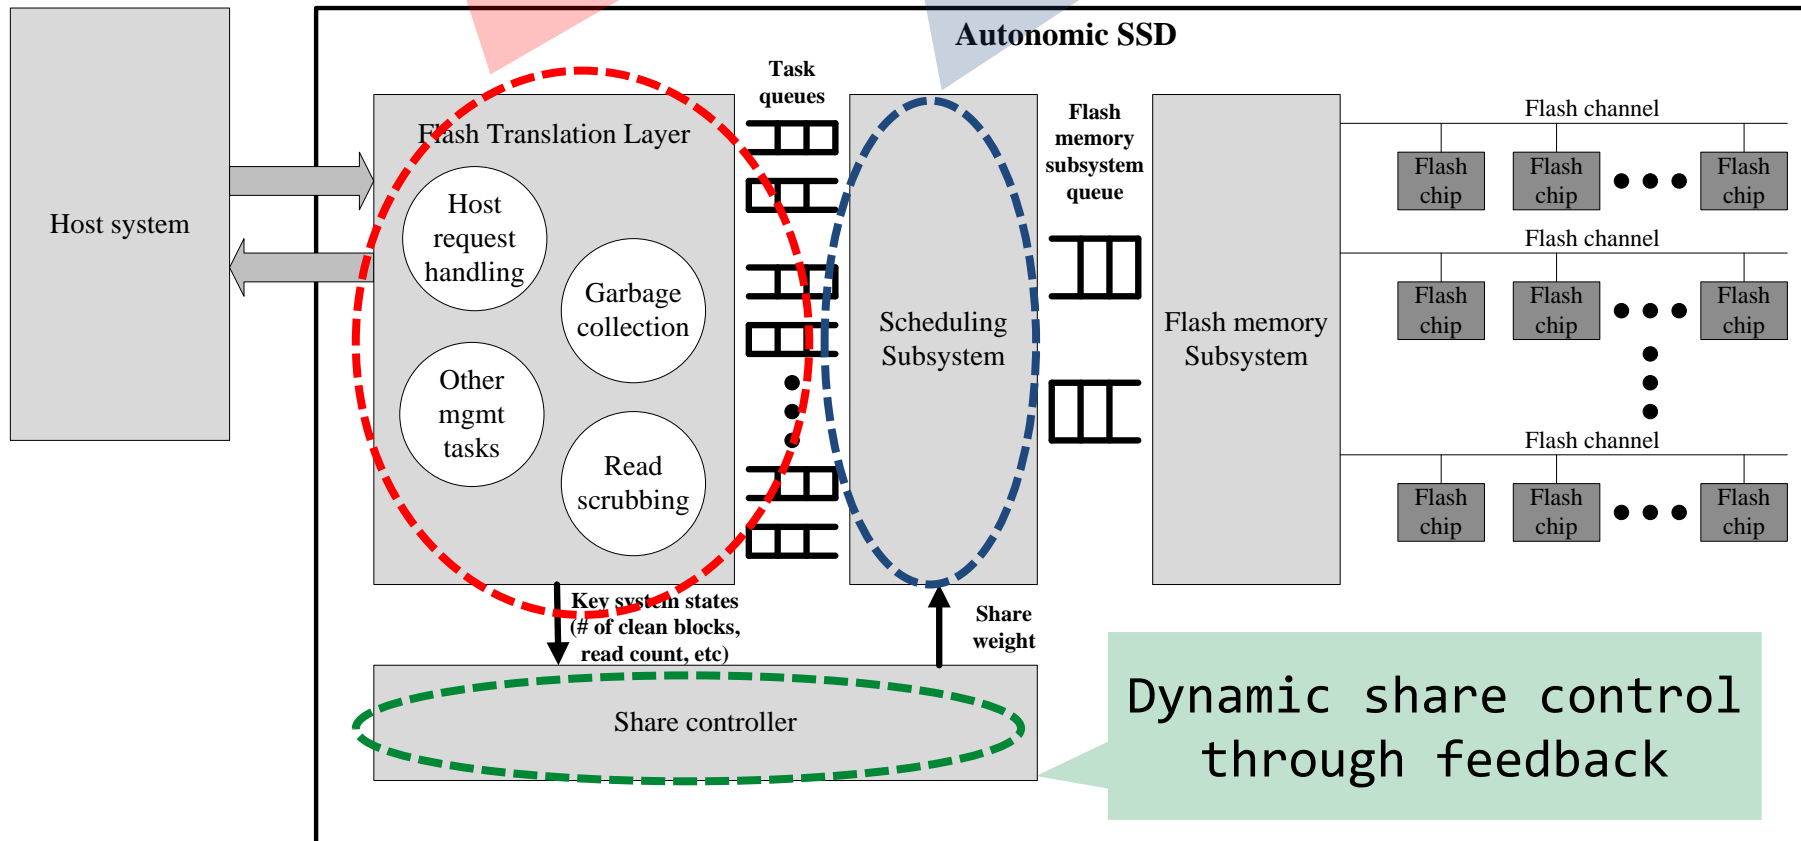 Autonomic SSD
Host system
Flash Translation Layer
Host
request
handling
Garbage
collection
Other
mgmt
tasks
Read
scrubbing
Task
queues
Scheduling
Subsystem
Flash
memory
subsystem
queue
Flash memory
Subsystem
Flash channel
Flash
chip
Flash
chip
Flash
chip
Flash channel
Flash
chip
Flash
chip
Flash
chip
Flash channel
Flash
chip
Flash
chip
Flash
chip
Key system states
(# of clean blocks,
read count, etc)
Share
weight
Share controller
Dynamic share control
through feedback